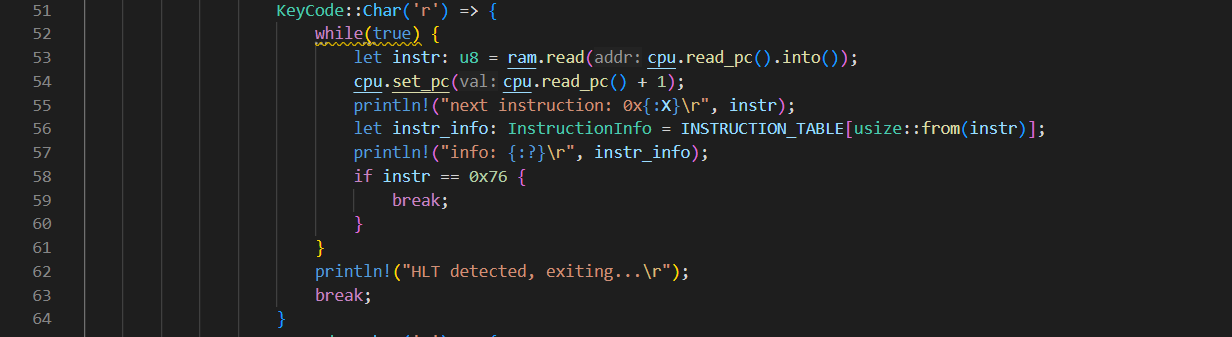 51 KeyCode::Char('r') => {
52 while(true) {
53 let instr: u8 = ram.read(addr: cpu.read_pc().into());
54 cpu.set_pc(val: cpu.read_pc() + 1);
55 println!("next instruction: 0x{:X}\r", instr);
56 let instr_info: InstructionInfo = INSTRUCTION_TABLE[usize::from(instr)];
57 println!("info: {:?}\r", instr_info);
58 if instr == 0x76 {
59 break;
60 }
61 }
62 println!("HLT detected, exiting...\r");
63 break;
64 }